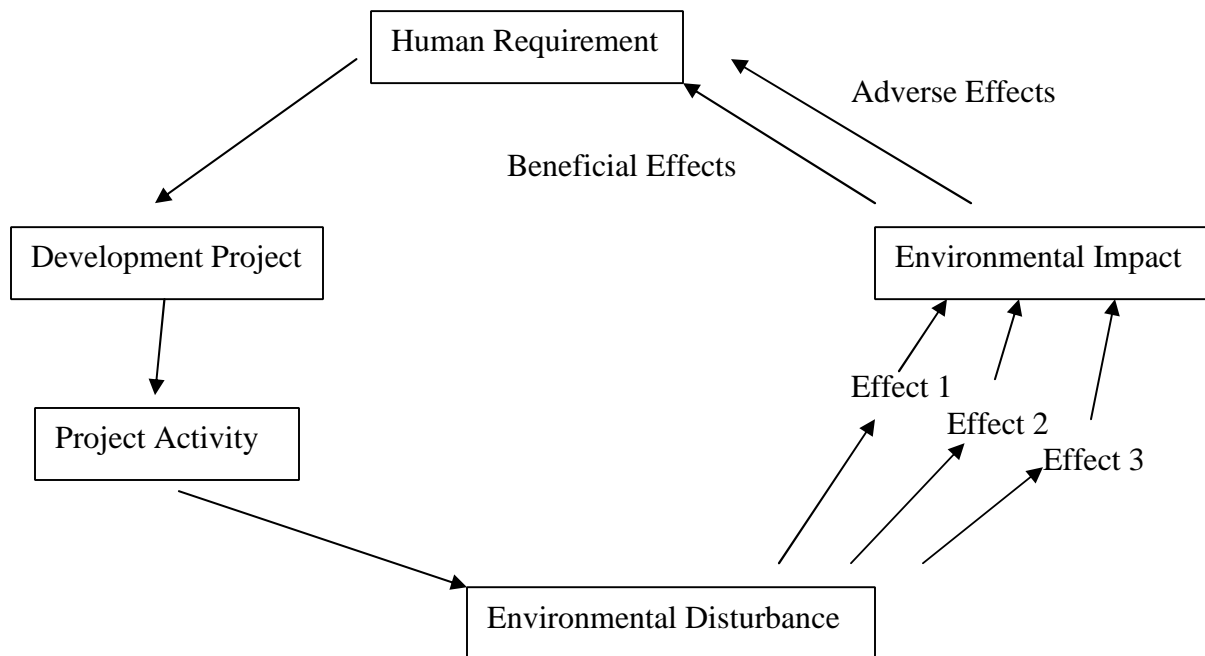 Human Requirement
Adverse Effects
Beneficial Effects
Development Project
Environmental Impact
Effect 1
Project Activity
Effect 2
Effect 3
Environmental Disturbance